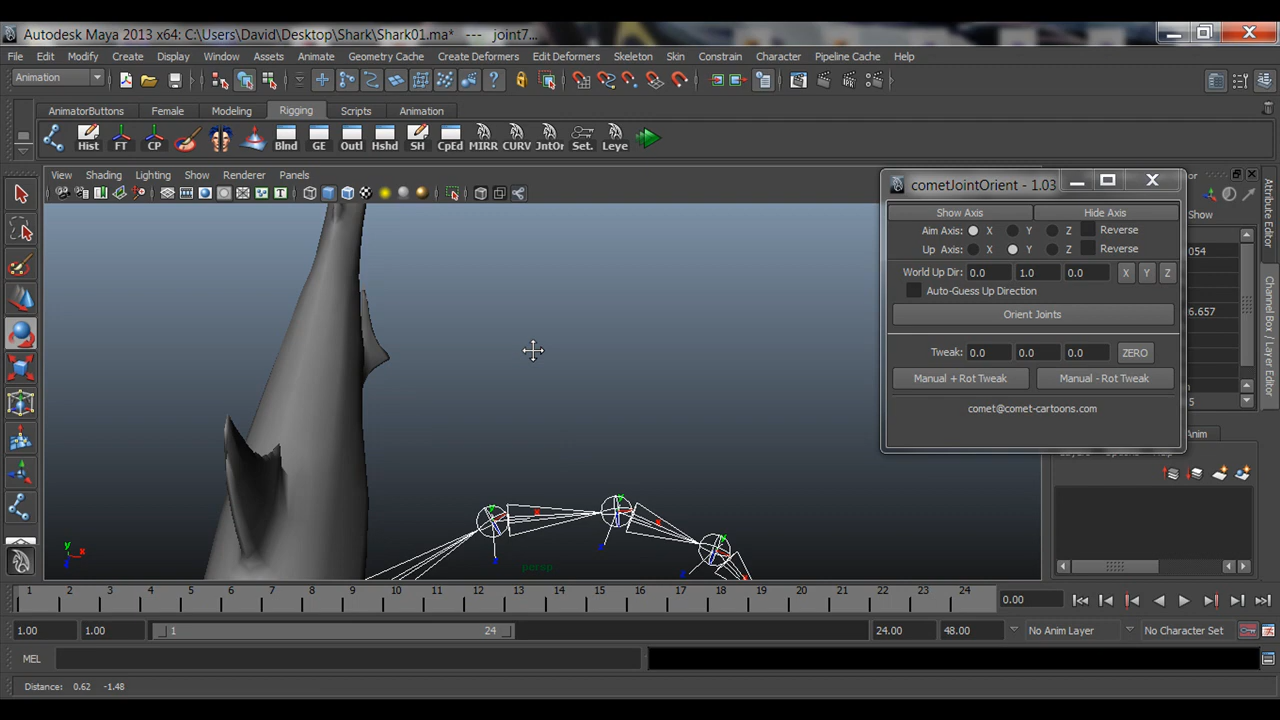 Autodesk Maya 2013 x64: C:\Users\David\Desktop\Shark\Shark01.ma* --- joint7...
File Edit Modify Create Display Window Assets Animate Geometry Cache Create Deformers Edit Deformers Skeleton Skin Constrain Character Pipeline Cache Help
Animation
AnimatorButtons Female Modeling Rigging Scripts Animation
Hist FT CP Blnd GE Outl Hshd SH CpEd MIRR CURV JntOr Set. Leye
View Shading Lighting Show Renderer Panels
cometJointOrient - 1.03
Show Axis Hide Axis
Aim Axis: X Y Z Reverse
Up Axis: X Y Z Reverse
World Up Dir: 0.0 1.0 0.0 X Y Z
Auto-Guess Up Direction
Orient Joints
Tweak: 0.0 0.0 0.0 ZERO
Manual + Rot Tweak Manual - Rot Tweak
comet@comet-cartoons.com
Show
054
6.657
5
Anim
Attribute Editor
Channel Box / Layer Editor
y x
persp
1 2 3 4 5 6 7 8 9 10 11 12 13 14 15 16 17 18 19 20 21 22 23 24 0.00
1.00 1.00 1 24 24.00 48.00 No Anim Layer No Character Set
MEL
Distance: 0.62 -1.48